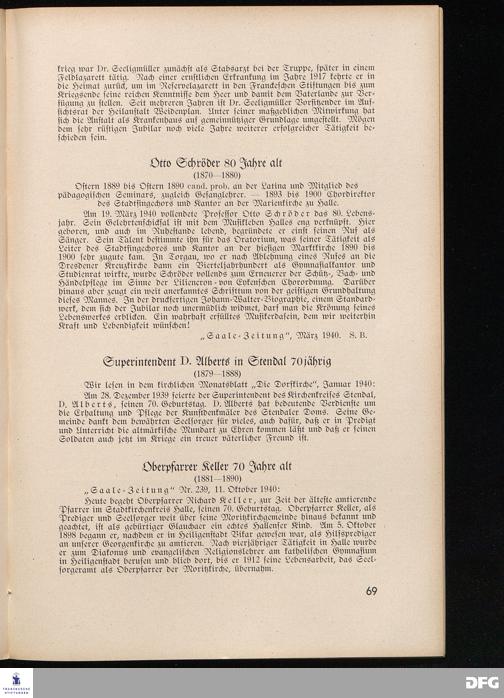 krieg war Dr. Seeligmüller zunächst als Stabsarzt bei der Truppe, später in einem
Feldlazarett tätig. Nach einer ernstlichen Erkrankung im Jahre 1917 kehrte er in
die Heimat zurück, um im Reservelazarett in den Franckeschen Stiftungen bis zum
Kriegsende seine reichen Kenntnisse dem Heer und damit dem Vaterlande zur Ver-
fügung zu stellen. Seit mehreren Jahren ist Dr. Seeligmüller Vorsitzender im Auf-
sichtsrat der Heilanstalt Weidenplan. Unter seiner maßgeblichen Mitwirkung hat
sich die Anstalt als Krankenhaus auf gemeinnütziger Grundlage umgestellt. Mögen
dem sehr rüstigen Jubilar noch viele Jahre weiterer erfolgreicher Tätigkeit be-
schieden sein.
Otto Schröder 80 Jahre alt
(1870—1880)
Ostern 1889 bis Ostern 1890 cand. prob. an der Latina und Mitglied des
pädagogischen Seminars, zugleich Gesanglehrer. — 1893 bis 1900 Chordirektor
des Stadtsingechors und Kantor an der Marienkirche zu Halle.
Am 19. März 1940 vollendete Professor Otto Schröder das 80. Lebens-
jahr. Sein Gelehrtenschicksal ist mit dem Musikleben Halles eng verknüpft. Hier
geboren, und auch im Ruhestande lebend, begründete er einst seinen Ruf als
Sänger. Sein Talent bestimmte ihn für das Oratorium, was seiner Tätigkeit als
Leiter des Stadtsingechores und Kantor an der hiesigen Marktkirche 1890 bis
1900 sehr zugute kam. In Torgau, wo er nach Ablehnung eines Rufes an die
Dresdener Kreuzkirche dann ein Vierteljahrhundert als Gymnasialkantor und
Studienrat wirkte, wurde Schröder vollends zum Erneuerer der Schütz-, Bach- und
Händelpflege im Sinne der Liliencron-von Lyckenschen Chorordnung. Darüber
hinaus aber zeugt ein weit anerkanntes Schrifttum von der geistigen Grundhaltung
dieses Mannes. In der druckfertigen Johann-Walter-Biographie, einem Standard-
werk, dem sich der Jubilar noch unermüdlich widmet, darf man die Krönung seines
Lebenswerkes erblicken. Ein wahrhaft erfülltes Musikerdasein, dem wir weiterhin
Kraft und Lebendigkeit wünschen!
„Saale-Zeitung“, März 1940. S. B.
Superintendent D. Alberts in Stendal 70jährig
(1879—1888)
Wir lesen in dem kirchlichen Monatsblatt „Die Dorfkirche“, Januar 1940:
Am 28. Dezember 1939 feierte der Superintendent des Kirchenkreises Stendal,
D. Alberts, seinen 70. Geburtstag. D. Alberts hat bedeutende Verdienste um
die Erhaltung und Pflege der Kunstdenkmäler des Stendaler Doms. Seine Ge-
meinde dankt dem bewährten Seelsorger für vieles, auch dafür, daß er in Predigt
und Unterricht die altmärkische Mundart zu Ehren kommen läßt und daß er seinen
Soldaten auch jetzt im Kriege ein treuer väterlicher Freund ist.
Oberpfarrer Keller 70 Jahre alt
(1881—1890)
„Saale-Zeitung“ Nr. 239, 11. Oktober 1940:
Heute begeht Oberpfarrer Richard Keller, zur Zeit der älteste amtierende
Pfarrer im Stadtkirchenkreis Halle, seinen 70. Geburtstag. Oberpfarrer Keller, als
Prediger und Seelsorger weit über seine Moritzkirchgemeinde hinaus bekannt und
geachtet, ist als gebürtiger Glauchaer ein echtes Hallenser Kind. Am 5. Oktober
1898 begann er, nachdem er in Heiligenstadt Vikar gewesen war, als Hilfsprediger
an unserer Georgenkirche zu amtieren. Nach vierjähriger Tätigkeit in Halle wurde
er zum Diakonus und evangelischen Religionslehrer am katholischen Gymnasium
in Heiligenstadt berufen und blieb dort, bis er 1912 seine Lebensarbeit, das Seel-
sorgeramt als Oberpfarrer der Moritzkirche, übernahm.
69
FRANCKESCHE
STIFTUNGEN
DFG